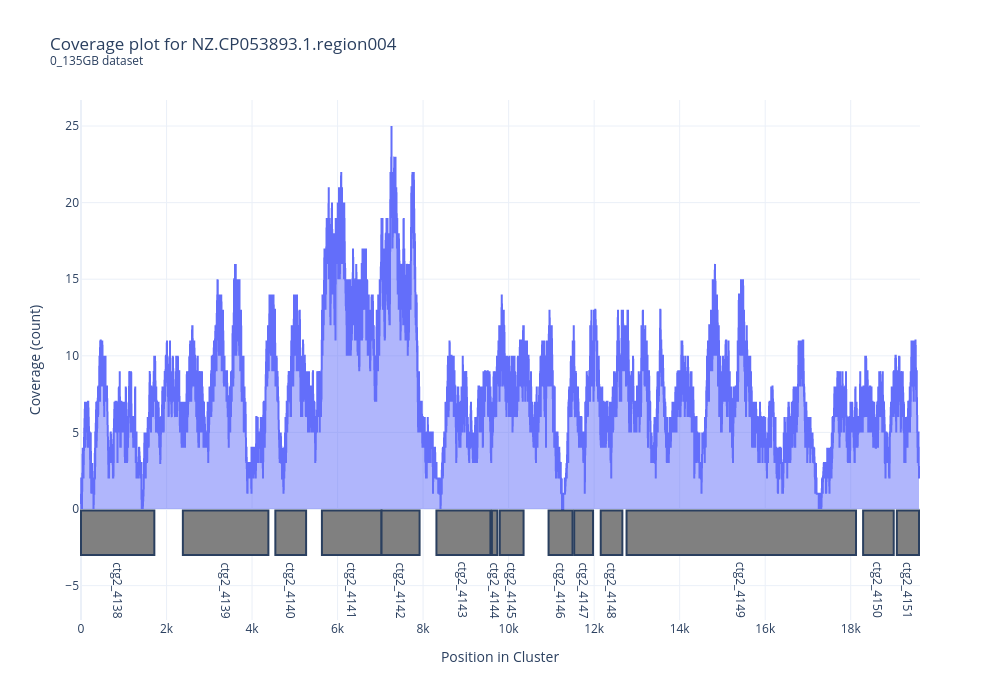 Coverage plot for NZ.CP053893.1.region004
0_135GB dataset
25
20
15
10
5
0
−5
Coverage (count)
ctg2_4138
ctg2_4139
ctg2_4140
ctg2_4141
ctg2_4142
ctg2_4143
ctg2_4144
ctg2_4145
ctg2_4146
ctg2_4147
ctg2_4148
ctg2_4149
ctg2_4150
ctg2_4151
0 2k 4k 6k 8k 10k 12k 14k 16k 18k
Position in Cluster